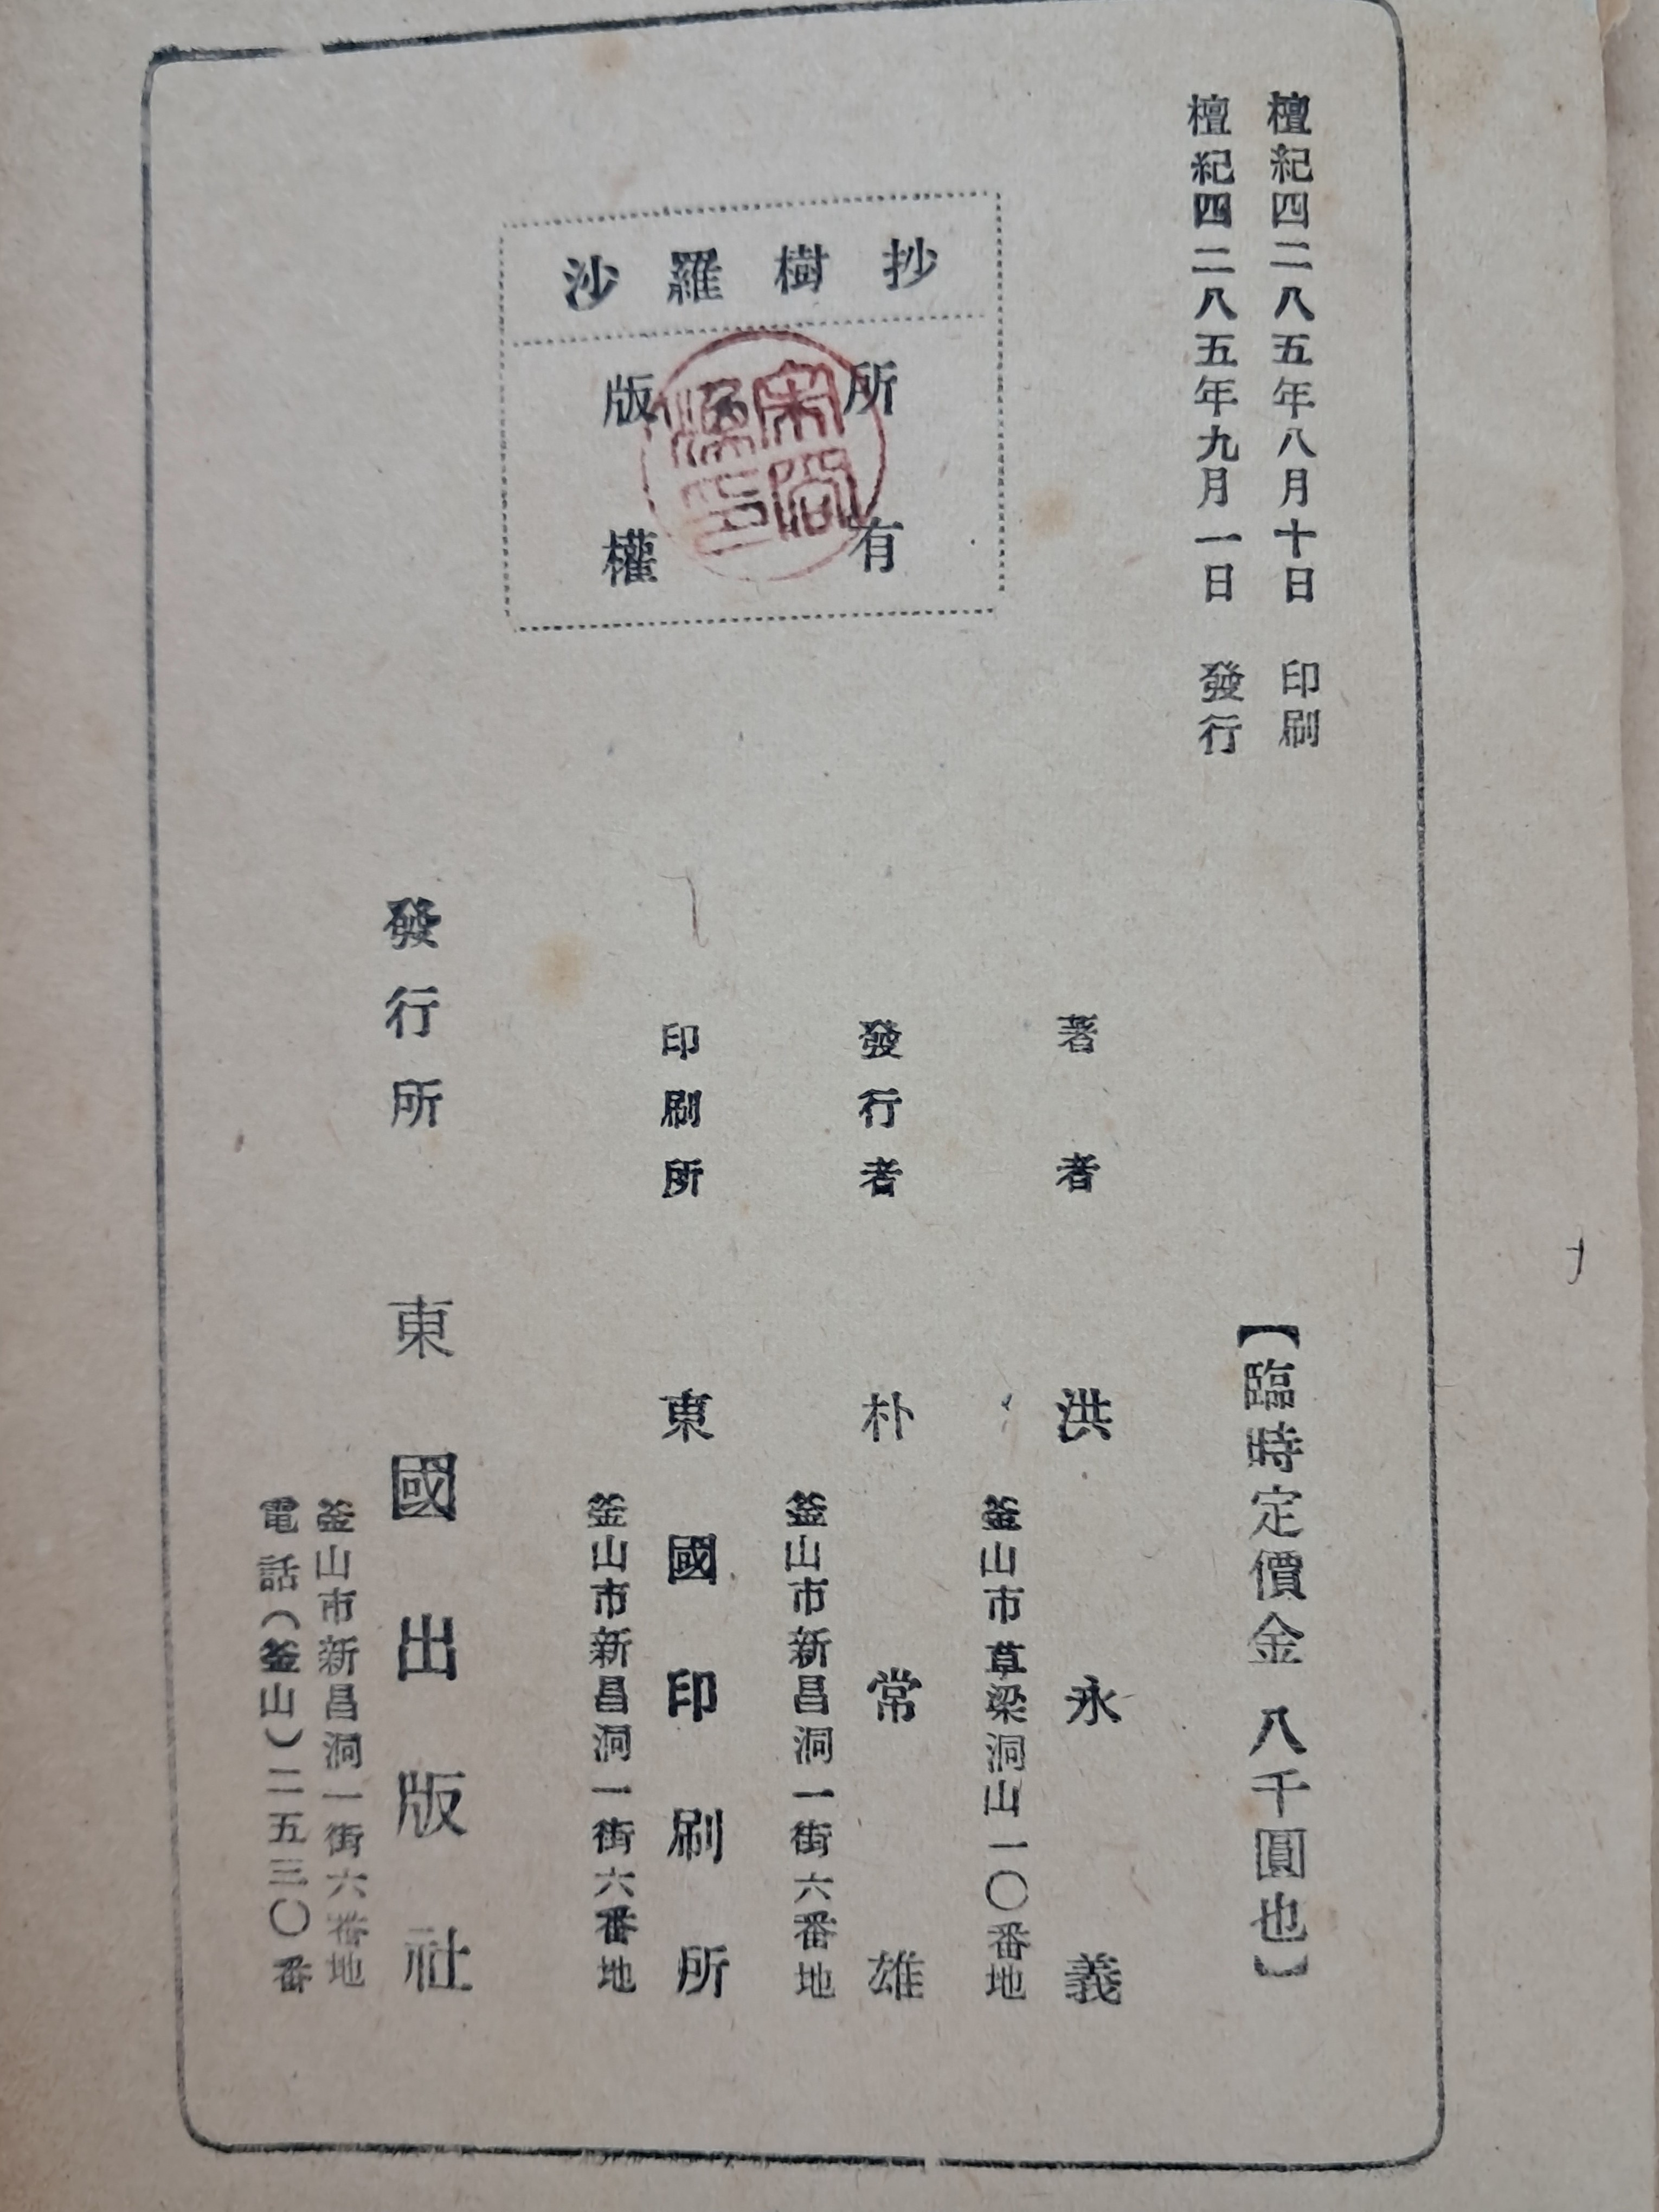 檀紀四二八五年八月十日 印刷
檀紀四二八五年九月一日 發行
【臨時定價金 八千圓也】
沙羅樹抄
版權所有
著者 洪永義
釜山市草梁洞山一〇番地
發行者 朴常雄
釜山市新昌洞一街六番地
印刷所 東國印刷所
釜山市新昌洞一街六番地
發行所 東國出版社
釜山市新昌洞一街六番地
電話(釜山)二五三〇番